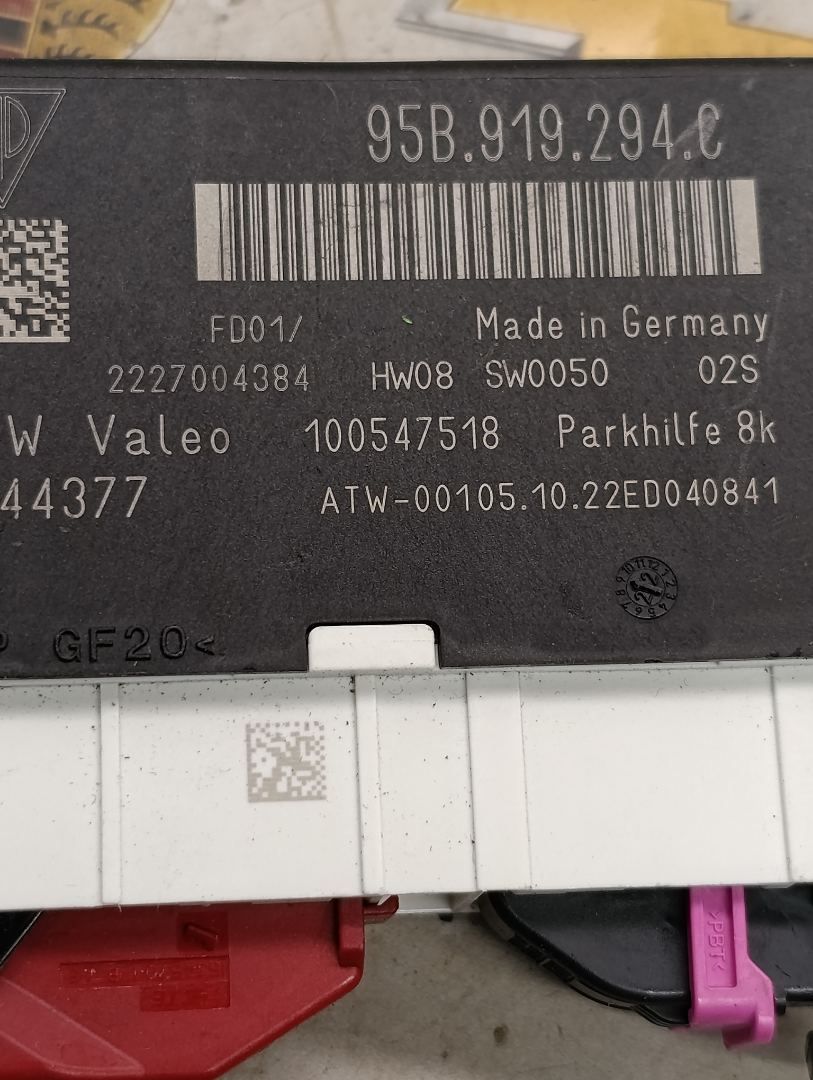 95B.919.294.C
FD01/ Made in Germany
2227004384 HW08 SW0050 02S
W Valeo 100547518 Parkhilfe 8k
44377 ATW-00105.10.22ED040841
P GF20<
>PBT<